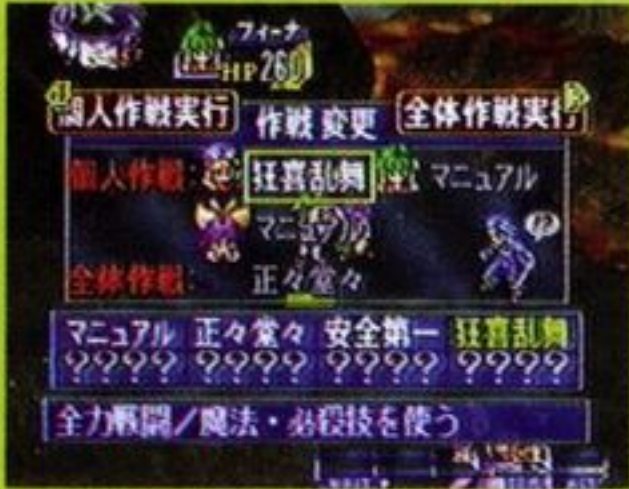 フィーナ
HP260
個人作戦実行 作戦変更 全体作戦実行
個人作戦: 狂喜乱舞 マニュアル
マニュアル
全体作戦: 正々堂々
マニュアル 正々堂々 安全第一 狂喜乱舞
???? ???? ???? ????
全力戦闘/魔法・必殺技を使う